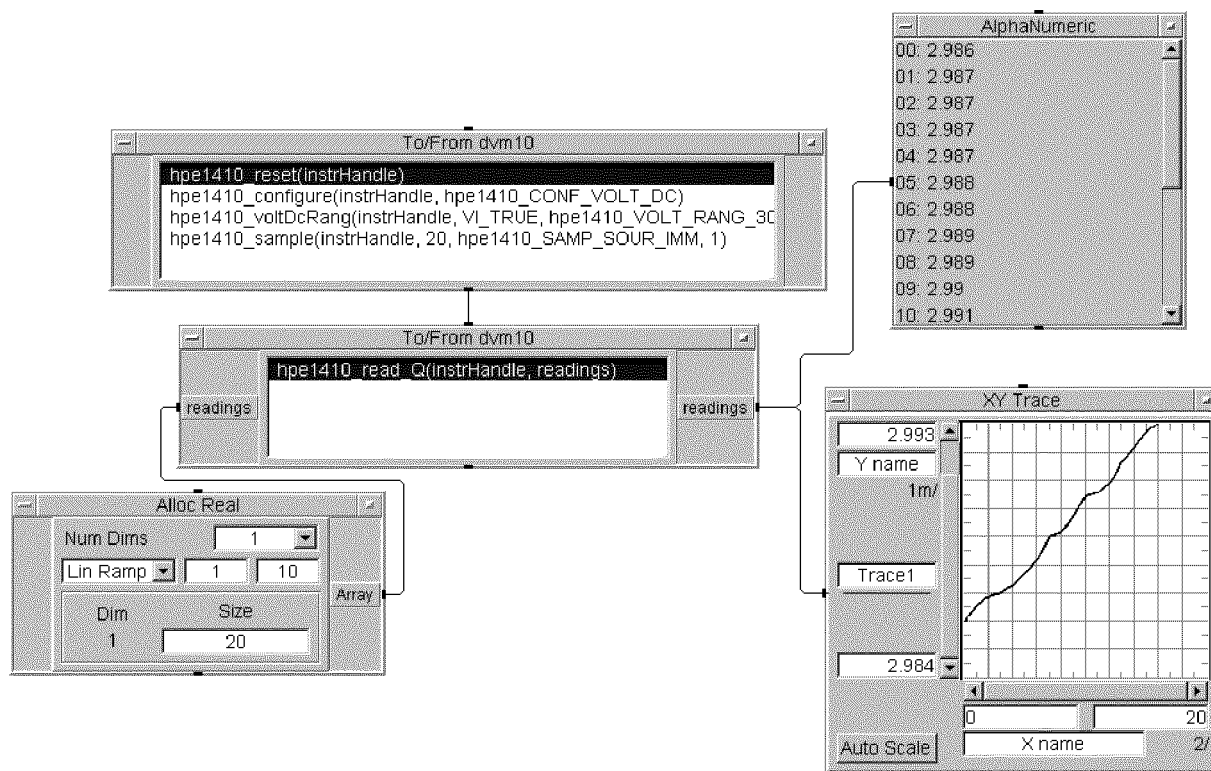 AlphaNumeric
00: 2.986
01: 2.987
02: 2.987
03: 2.987
04: 2.987
05: 2.988
06: 2.988
07: 2.989
08: 2.989
09: 2.99
10: 2.991
To/From dvm10
hpe1410_reset(instrHandle)
hpe1410_configure(instrHandle, hpe1410_CONF_VOLT_DC)
hpe1410_voltDcRang(instrHandle, VI_TRUE, hpe1410_VOLT_RANG_30
hpe1410_sample(instrHandle, 20, hpe1410_SAMP_SOUR_IMM, 1)
To/From dvm10
hpe1410_read_Q(instrHandle, readings)
readings
readings
XY Trace
2.993
Y name
1m/
Trace1
2.984
0
20
Auto Scale
X name
2/
Alloc Real
Num Dims
1
Lin Ramp
1
10
Array
Dim
Size
1
20